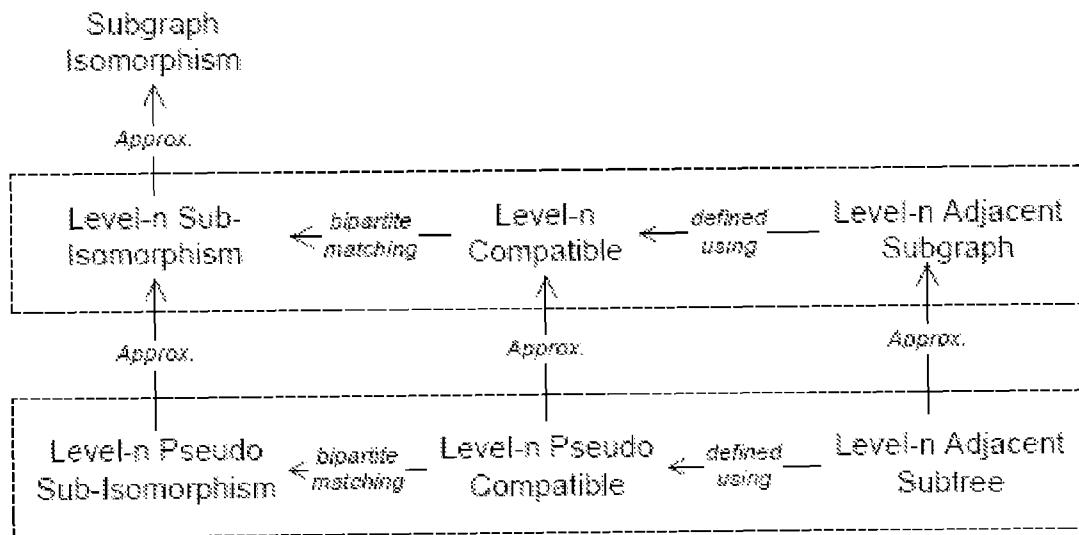 Subgraph
Isomorphism
Approx.
Level-n Sub-
Isomorphism
bipartite
matching
Level-n
Compatible
defined
using
Level-n Adjacent
Subgraph
Approx.
Approx.
Approx.
Level-n Pseudo
Sub-Isomorphism
bipartite
matching
Level-n Pseudo
Compatible
defined
using
Level-n Adjacent
Subtree